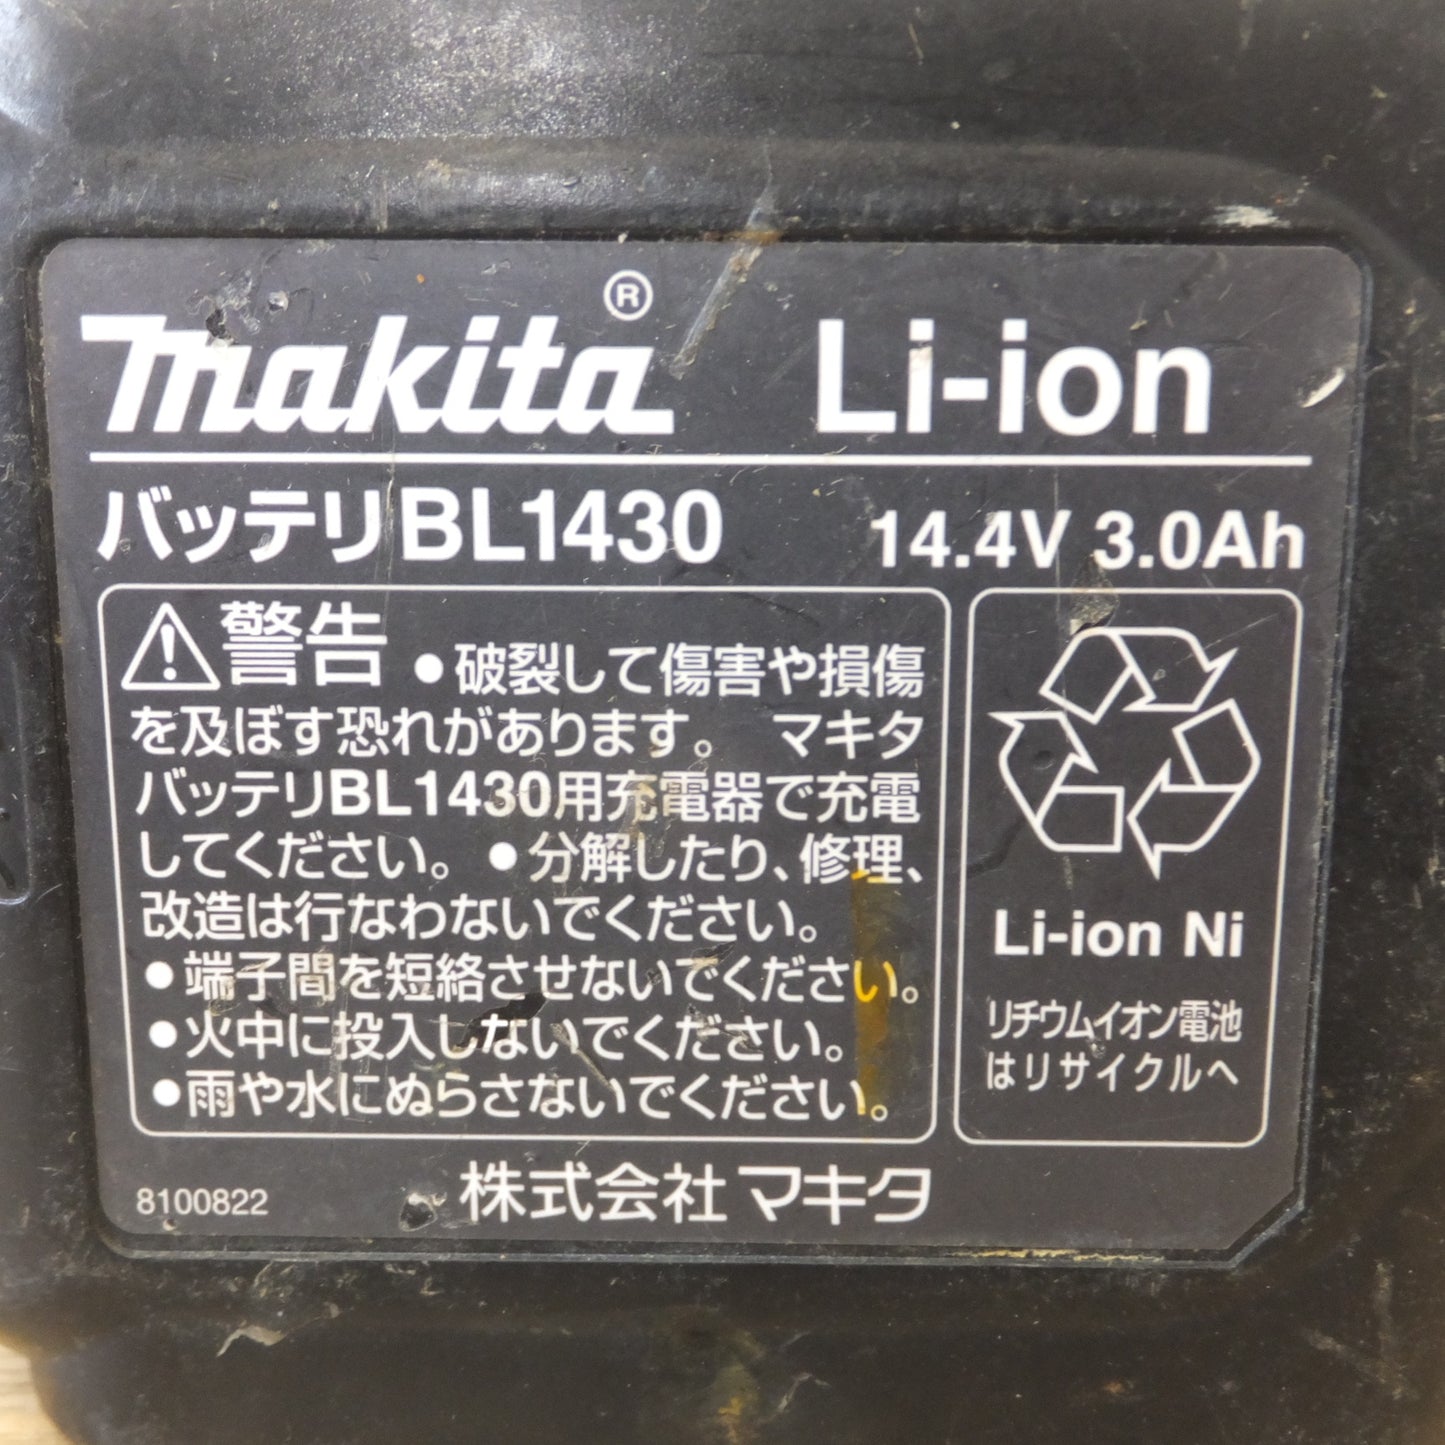 makita® Li-ion
バッテリBL1430 14.4V 3.0Ah
警告 ●破裂して傷害や損傷
を及ぼす恐れがあります。 マキタ
バッテリBL1430用充電器で充電
してください。 ●分解したり、修理、
改造は行なわないでください。
●端子間を短絡させないでください。
●火中に投入しないでください。
●雨や水にぬらさないでください。
Li-ion Ni
リチウムイオン電池
はリサイクルへ
8100822 株式会社マキタ